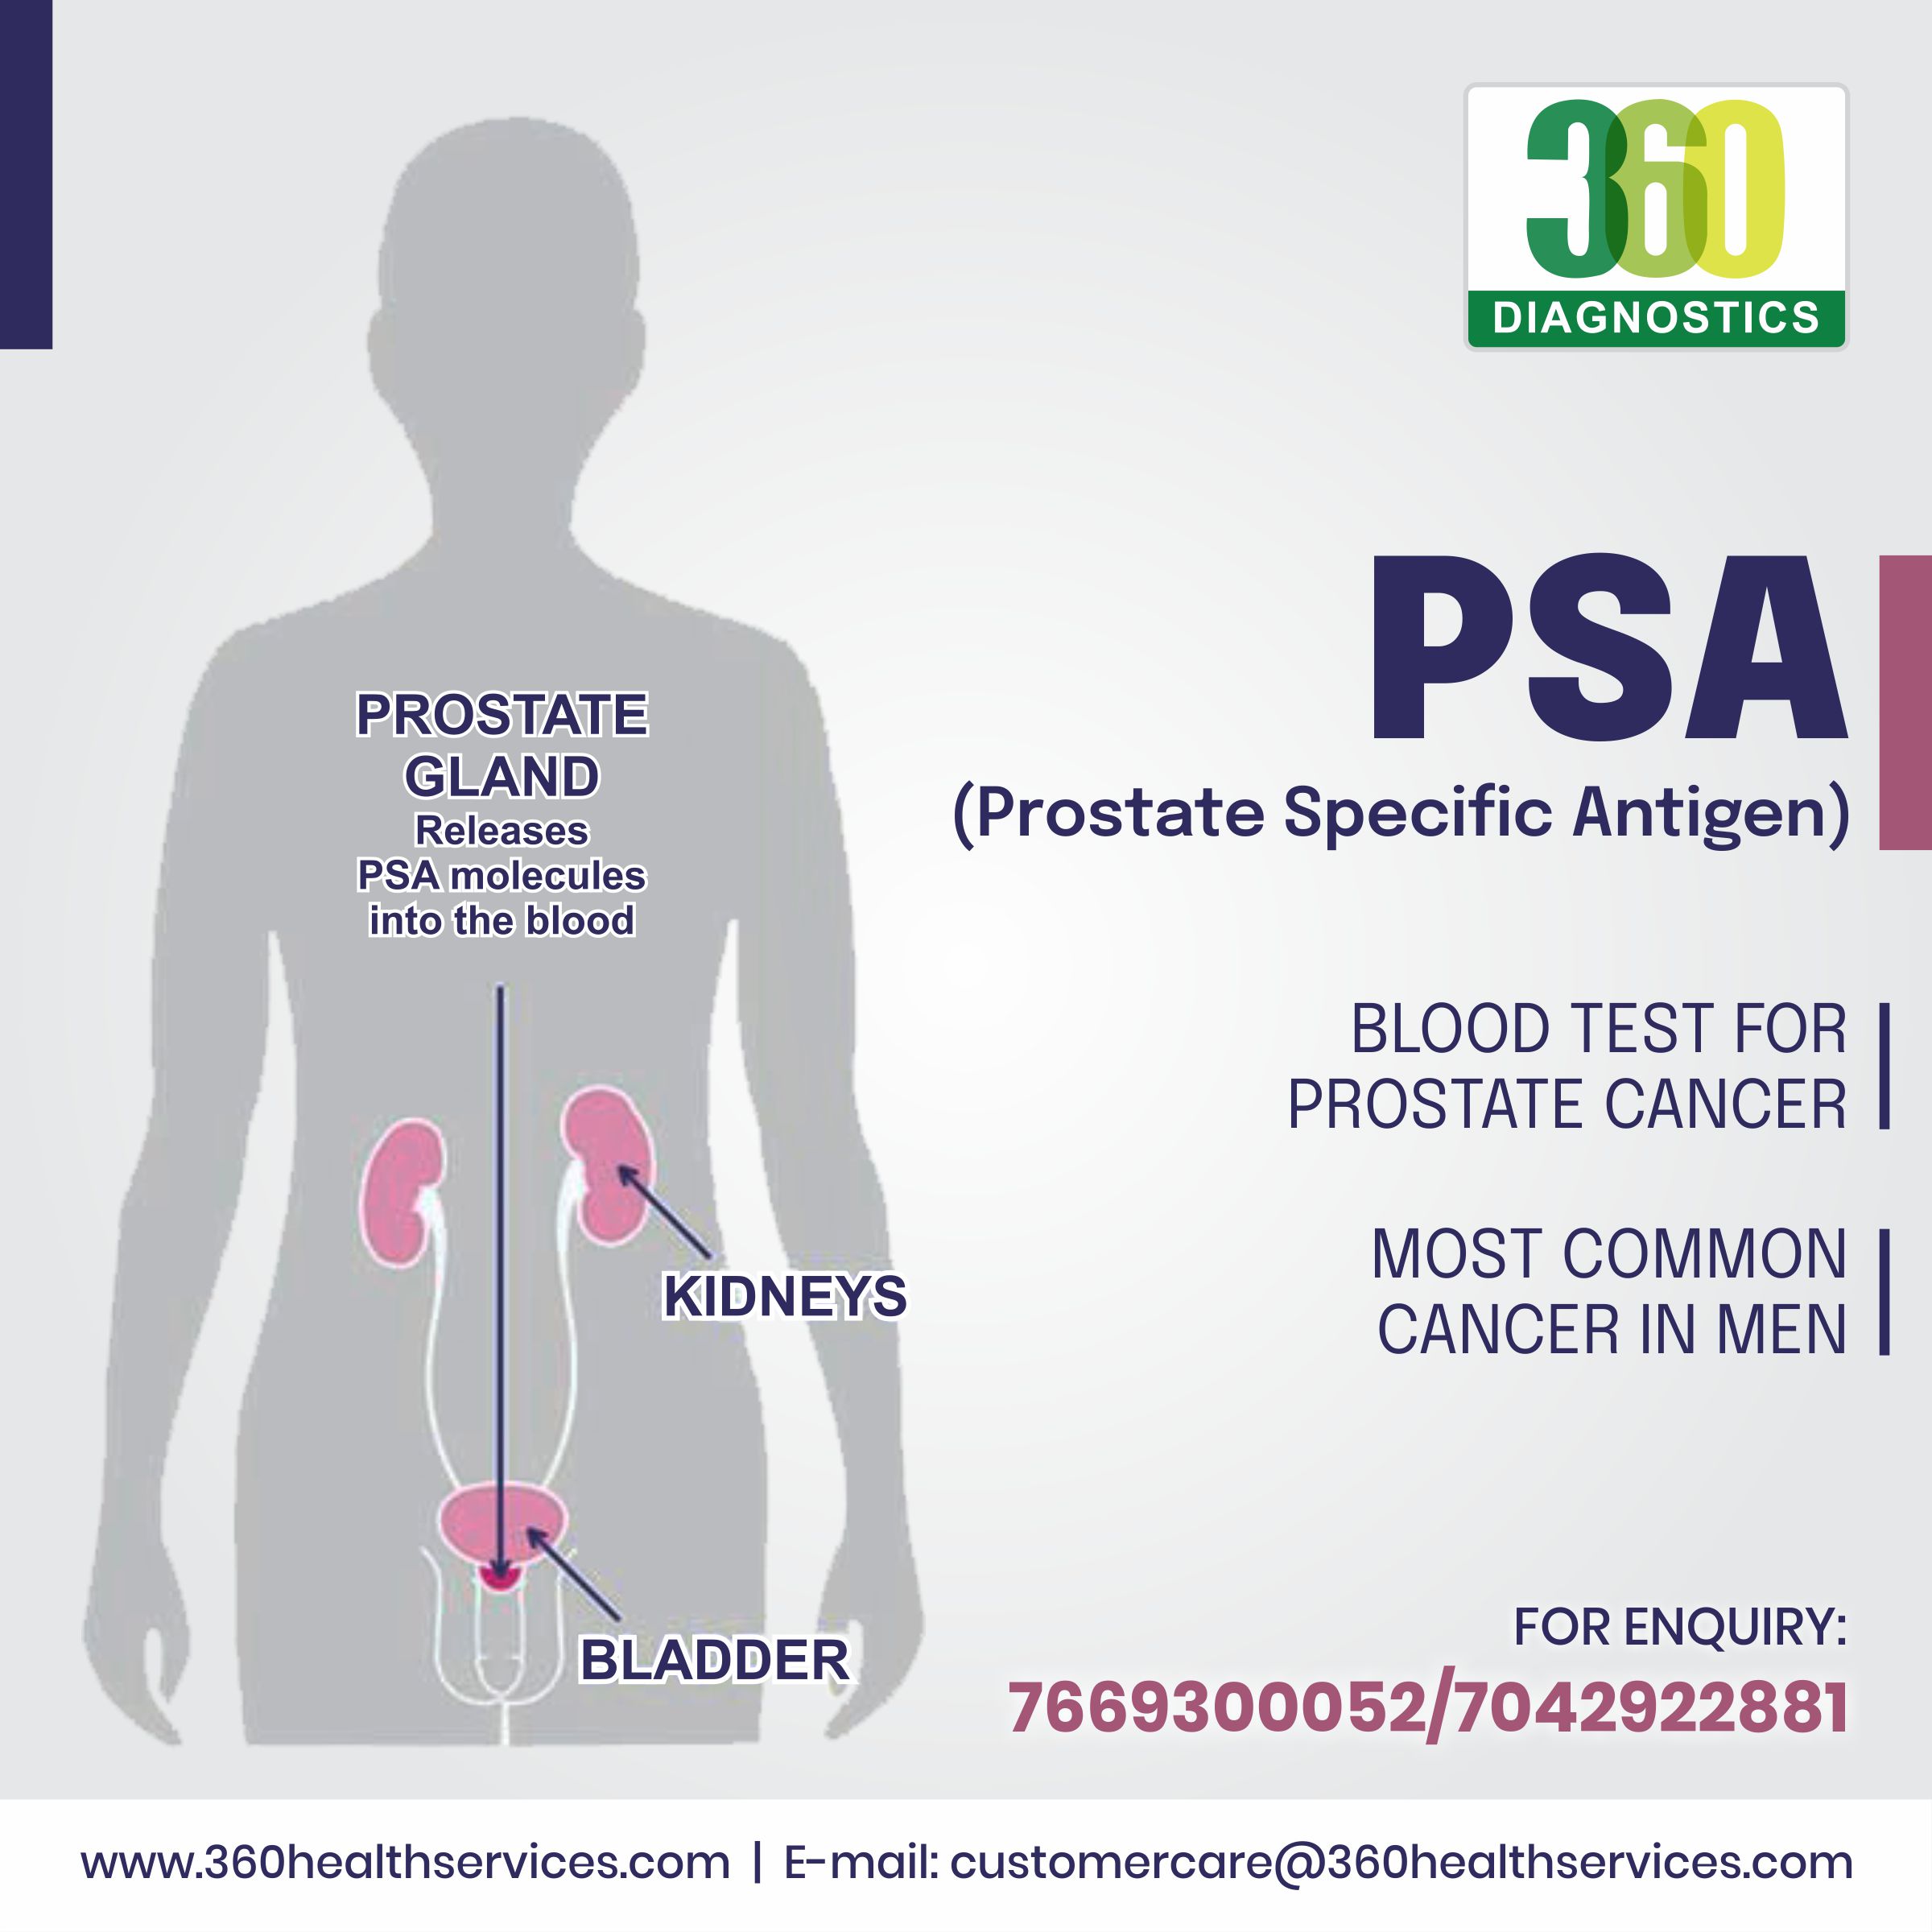 360
DIAGNOSTICS
PSA
(Prostate Specific Antigen)
PROSTATE
GLAND
Releases
PSA molecules
into the blood
BLOOD TEST FOR
PROSTATE CANCER
MOST COMMON
CANCER IN MEN
KIDNEYS
BLADDER
FOR ENQUIRY:
7669300052/7042922881
www.360healthservices.com | E-mail: customercare@360healthservices.com